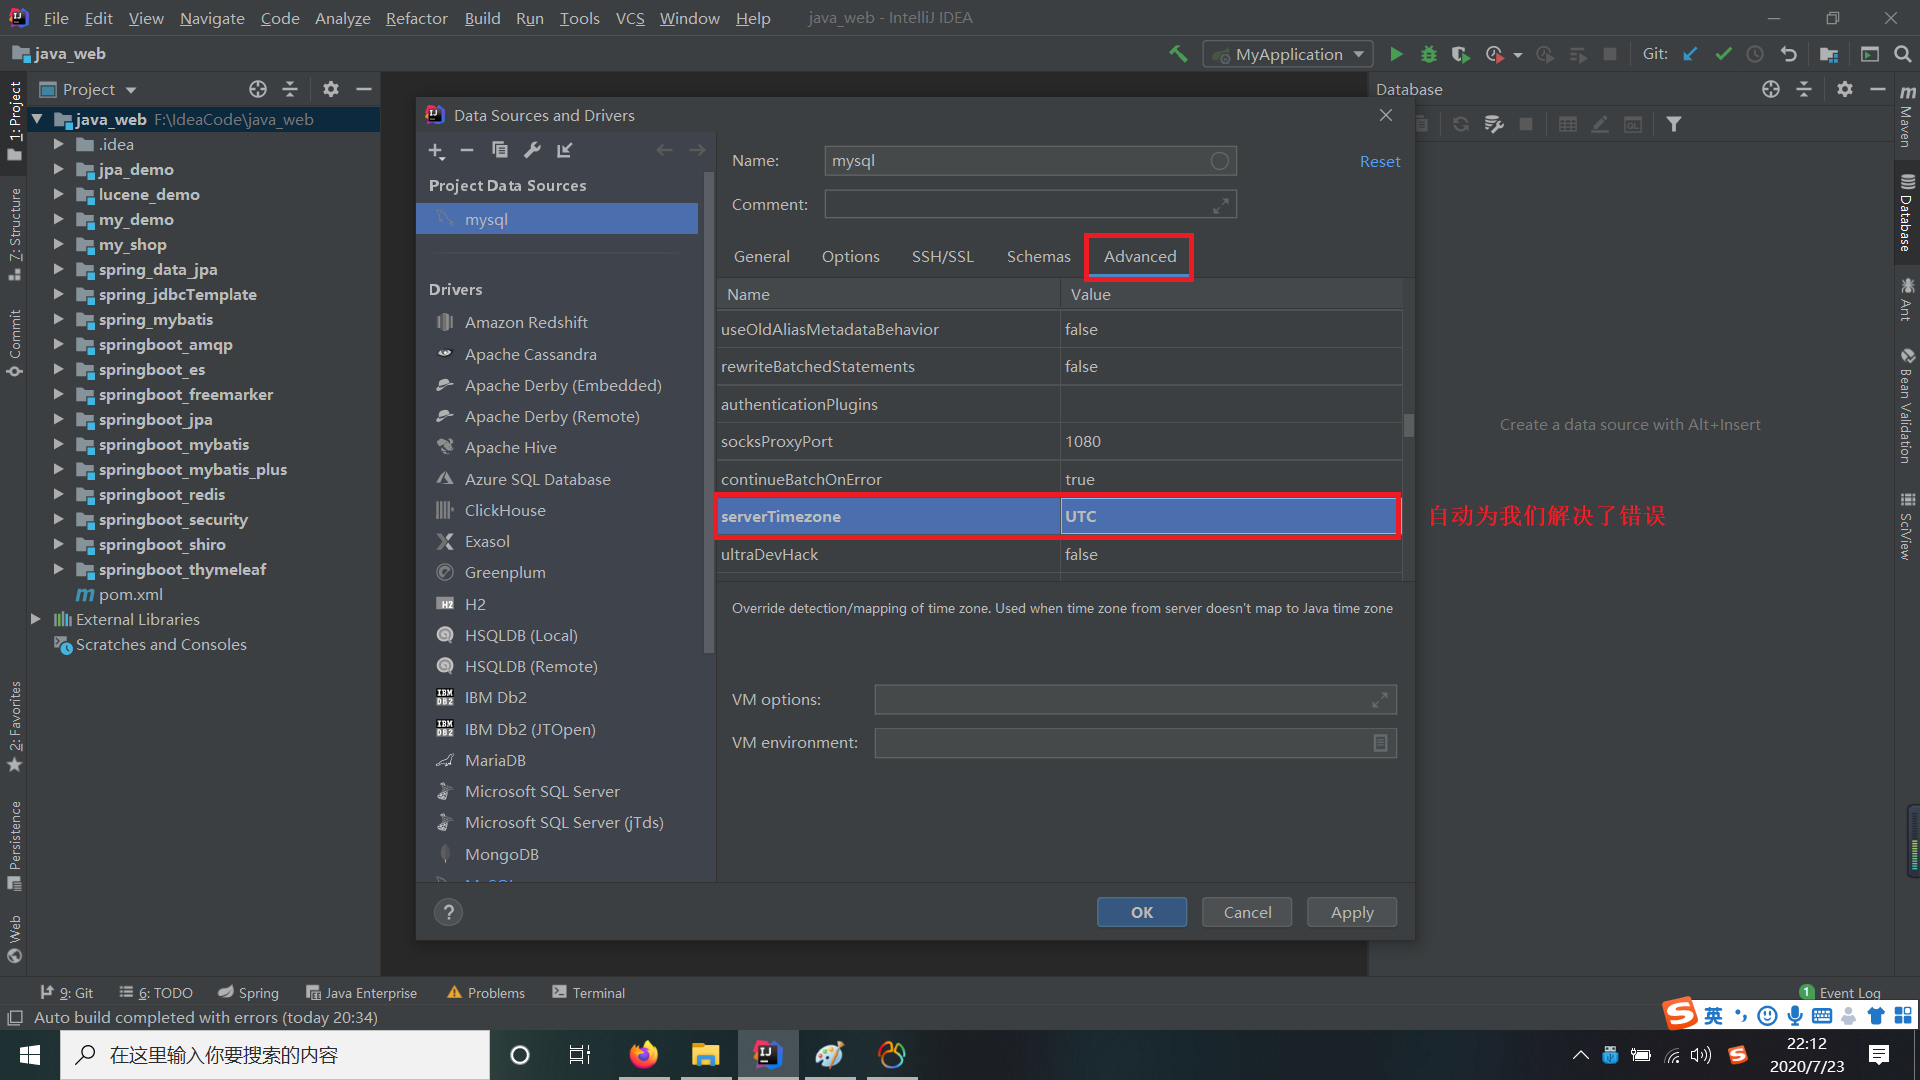 File Edit View Navigate Code Analyze Refactor Build Run Tools VCS Window Help java_web - IntelliJ IDEA
java_web
MyApplication
Git:
1: Project
7: Structure
Commit
2: Favorites
Persistence
Web
Project
java_web F:\IdeaCode\java_web
.idea
jpa_demo
lucene_demo
my_demo
my_shop
spring_data_jpa
spring_jdbcTemplate
spring_mybatis
springboot_amqp
springboot_es
springboot_freemarker
springboot_jpa
springboot_mybatis
springboot_mybatis_plus
springboot_redis
springboot_security
springboot_shiro
springboot_thymeleaf
pom.xml
External Libraries
Scratches and Consoles
Data Sources and Drivers
Project Data Sources
mysql
Drivers
Amazon Redshift
Apache Cassandra
Apache Derby (Embedded)
Apache Derby (Remote)
Apache Hive
Azure SQL Database
ClickHouse
Exasol
Greenplum
H2
HSQLDB (Local)
HSQLDB (Remote)
IBM Db2
IBM Db2 (JTOpen)
MariaDB
Microsoft SQL Server
Microsoft SQL Server (jTds)
MongoDB
Name: mysql Reset
Comment:
General Options SSH/SSL Schemas Advanced
Name Value
useOldAliasMetadataBehavior false
rewriteBatchedStatements false
authenticationPlugins
socksProxyPort 1080
continueBatchOnError true
serverTimezone UTC
ultraDevHack false
自动为我们解决了错误
Override detection/mapping of time zone. Used when time zone from server doesn't map to Java time zone
VM options:
VM environment:
? OK Cancel Apply
Database
Create a data source with Alt+Insert
Maven
Database
Ant
Bean Validation
SciView
9: Git 6: TODO Spring Java Enterprise Problems Terminal 1 Event Log
Auto build completed with errors (today 20:34)
英
在这里输入你要搜索的内容
22:12
2020/7/23